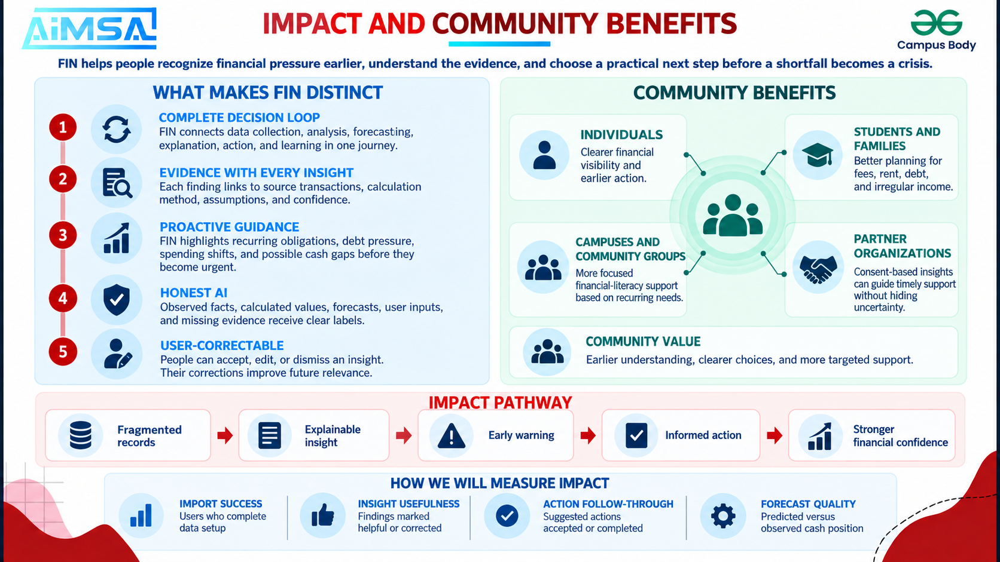 AiMSA
IMPACT AND COMMUNITY BENEFITS
Campus Body
FIN helps people recognize financial pressure earlier, understand the evidence, and choose a practical next step before a shortfall becomes a crisis.
WHAT MAKES FIN DISTINCT
1
COMPLETE DECISION LOOP
FIN connects data collection, analysis, forecasting,
explanation, action, and learning in one journey.
2
EVIDENCE WITH EVERY INSIGHT
Each finding links to source transactions, calculation
method, assumptions, and confidence.
3
PROACTIVE GUIDANCE
FIN highlights recurring obligations, debt pressure,
spending shifts, and possible cash gaps before they
become urgent.
4
HONEST AI
Observed facts, calculated values, forecasts, user inputs,
and missing evidence receive clear labels.
5
USER-CORRECTABLE
People can accept, edit, or dismiss an insight.
Their corrections improve future relevance.
COMMUNITY BENEFITS
INDIVIDUALS
Clearer financial
visibility and
earlier action.
STUDENTS AND
FAMILIES
Better planning for
fees, rent, debt,
and irregular income.
CAMPUSES AND
COMMUNITY GROUPS
More focused
financial-literacy support
based on recurring needs.
PARTNER
ORGANIZATIONS
Consent-based insights
can guide timely support
without hiding
uncertainty.
COMMUNITY VALUE
Earlier understanding, clearer choices, and more targeted support.
IMPACT PATHWAY
Fragmented
records
Explainable
insight
Early warning
Informed action
Stronger
financial confidence
HOW WE WILL MEASURE IMPACT
IMPORT SUCCESS
Users who complete
data setup
INSIGHT USEFULNESS
Findings marked
helpful or corrected
ACTION FOLLOW-THROUGH
Suggested actions
accepted or completed
FORECAST QUALITY
Predicted versus
observed cash position